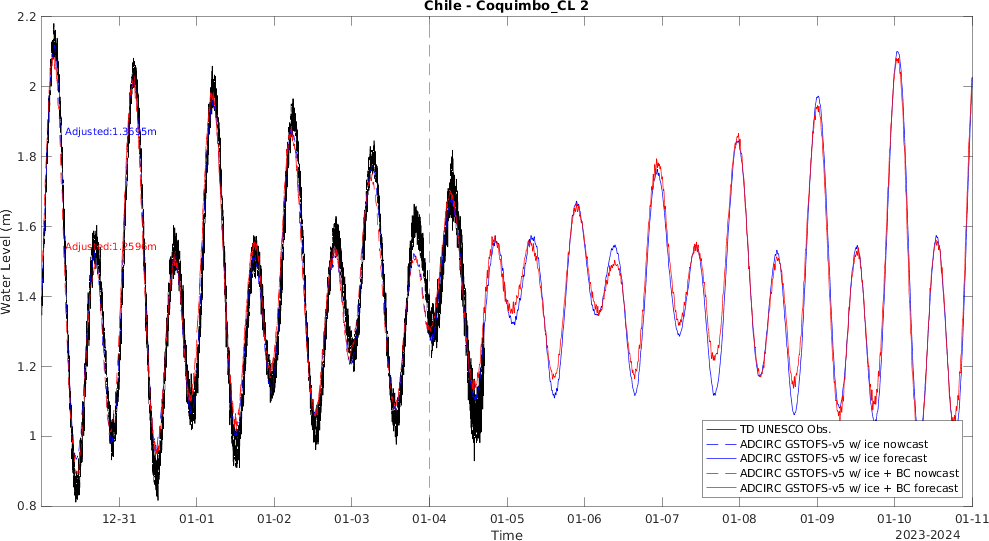 Chile - Coquimbo_CL 2
2.2
2
1.8
1.6
1.4
1.2
1
0.8
Water Level (m)
Adjusted:1.3595m
Adjusted:1.2596m
TD UNESCO Obs.
ADCIRC GSTOFS-v5 w/ ice nowcast
ADCIRC GSTOFS-v5 w/ ice forecast
ADCIRC GSTOFS-v5 w/ ice + BC nowcast
ADCIRC GSTOFS-v5 w/ ice + BC forecast
12-31 01-01 01-02 01-03 01-04 01-05 01-06 01-07 01-08 01-09 01-10 01-11
Time
2023-2024